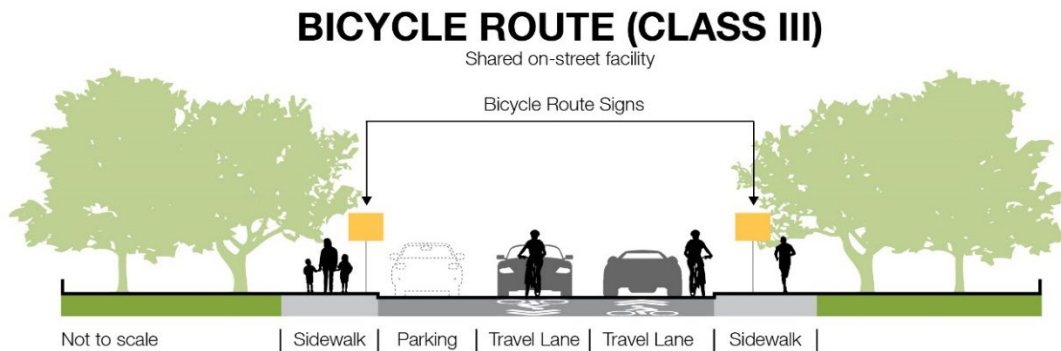 BICYCLE ROUTE (CLASS III)
Shared on-street facility
Bicycle Route Signs
Not to scale
Sidewalk
Parking
Travel Lane
Travel Lane
Sidewalk